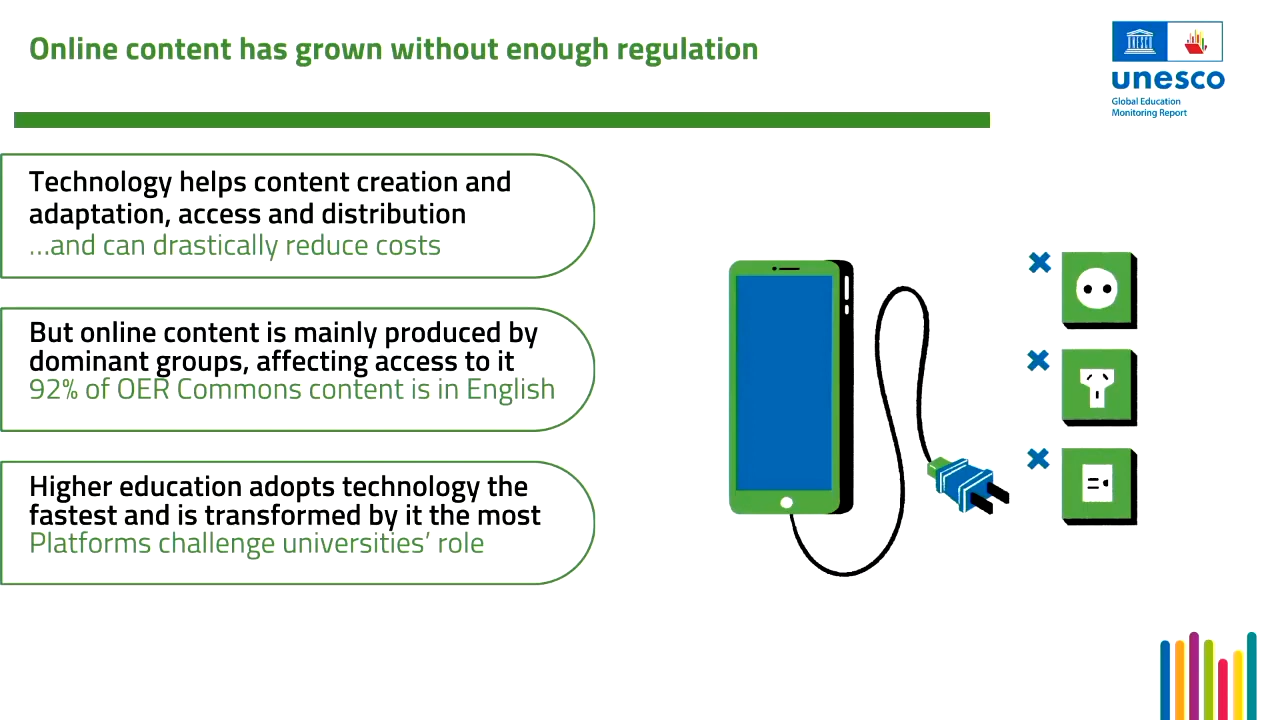 Online content has grown without enough regulation
unesco
Global Education
Monitoring Report
Technology helps content creation and
adaptation, access and distribution
...and can drastically reduce costs
But online content is mainly produced by
dominant groups, affecting access to it
92% of OER Commons content is in English
Higher education adopts technology the
fastest and is transformed by it the most
Platforms challenge universities’ role